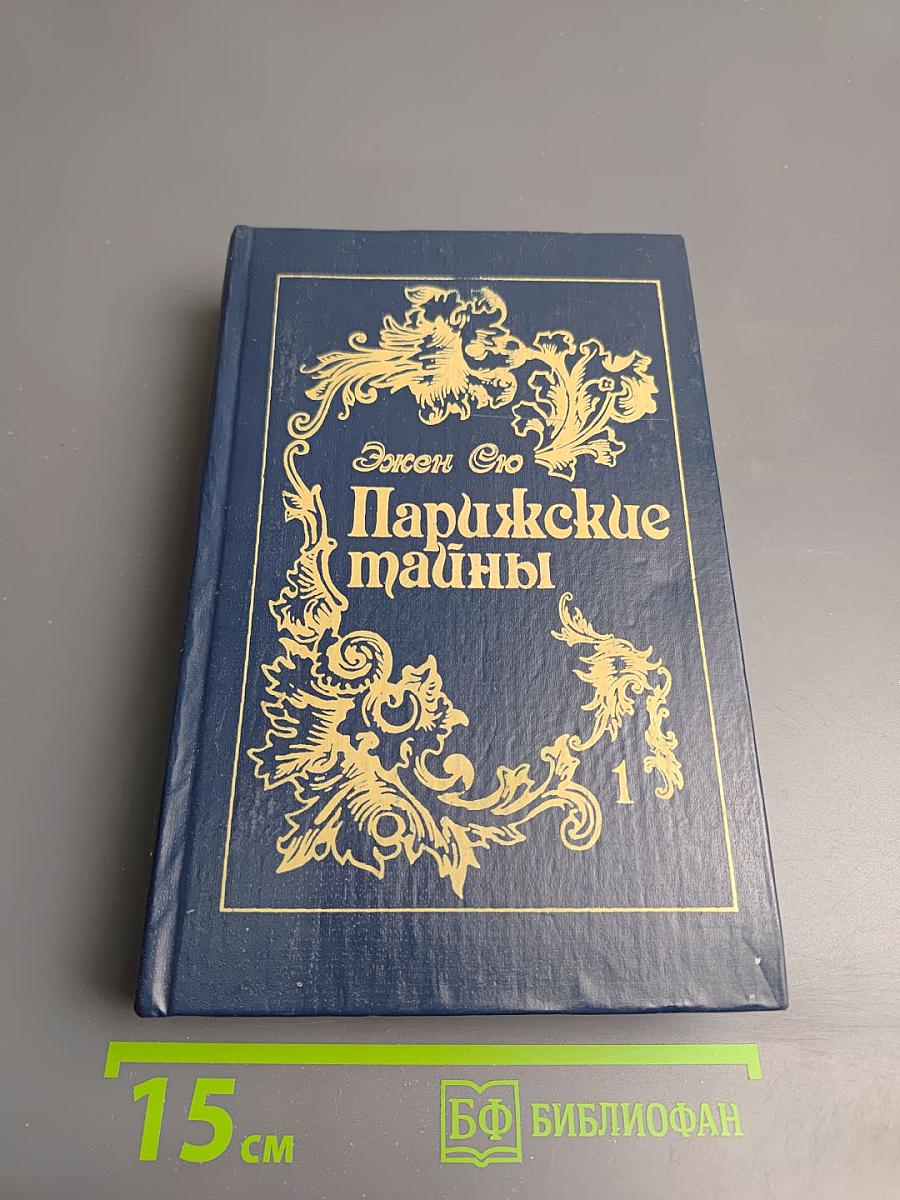 Эжен Сю
Парижские
тайны
1
15 см
БФ БИБЛИОФАН